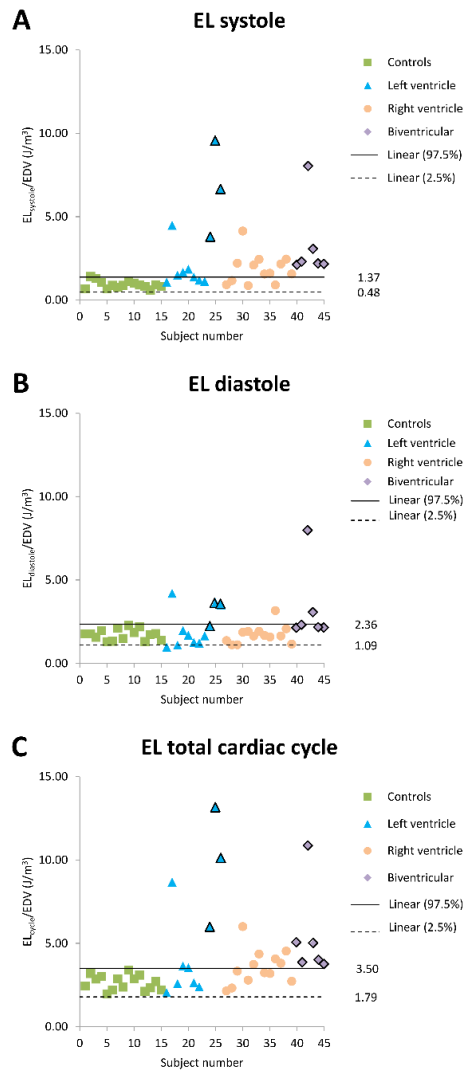 A
EL systole
15.00
10.00
5.00
0.00
ELsystole/EDV (J/m³)
0 5 10 15 20 25 30 35 40 45
Subject number
Controls
Left ventricle
Right ventricle
Biventricular
Linear (97.5%)
Linear (2.5%)
1.37
0.48
B
EL diastole
15.00
10.00
5.00
0.00
ELdiastole/EDV (J/m³)
0 5 10 15 20 25 30 35 40 45
Subject number
Controls
Left ventricle
Right ventricle
Biventricular
Linear (97.5%)
Linear (2.5%)
2.36
1.09
C
EL total cardiac cycle
15.00
10.00
5.00
0.00
ELcycle/EDV (J/m³)
0 5 10 15 20 25 30 35 40 45
Subject number
Controls
Left ventricle
Right ventricle
Biventricular
Linear (97.5%)
Linear (2.5%)
3.50
1.79